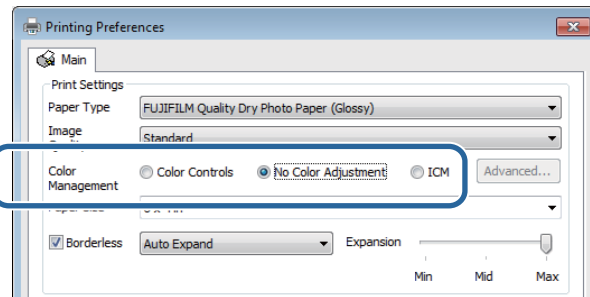 Printing Preferences
Main
Print Settings
Paper Type FUJIFILM Quality Dry Photo Paper (Glossy)
Image Standard
Color Management Color Controls No Color Adjustment ICM Advanced...
Borderless Auto Expand Expansion
Min Mid Max